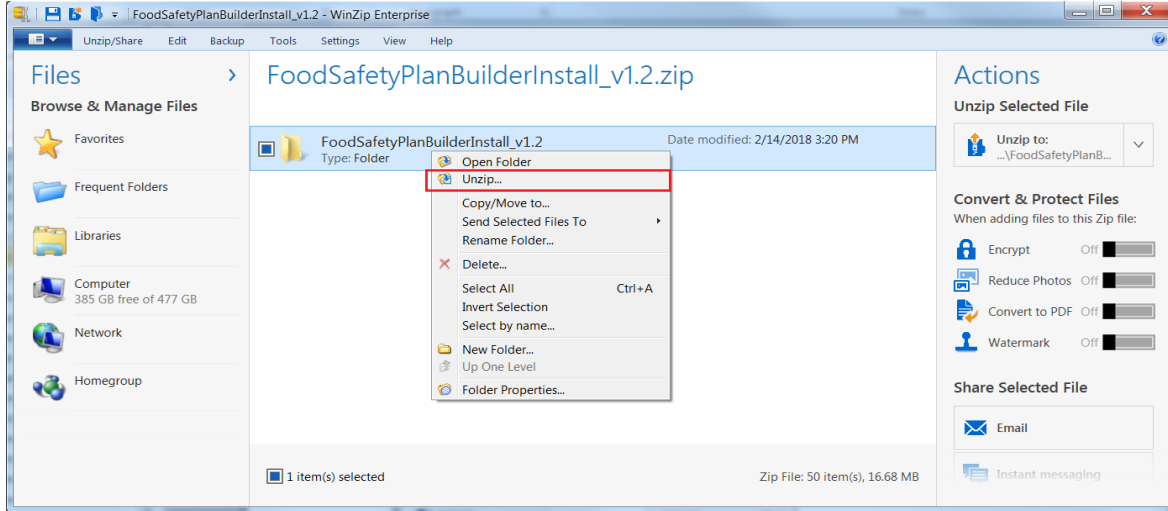 FoodSafetyPlanBuilderInstall_v1.2 - WinZip Enterprise
Unzip/Share Edit Backup Tools Settings View Help
Files
Browse & Manage Files
Favorites
Frequent Folders
Libraries
Computer
385 GB free of 477 GB
Network
Homegroup
FoodSafetyPlanBuilderInstall_v1.2.zip
FoodSafetyPlanBuilderInstall_v1.2
Type: Folder
Date modified: 2/14/2018 3:20 PM
Open Folder
Unzip...
Copy/Move to...
Send Selected Files To
Rename Folder...
Delete...
Select All Ctrl+A
Invert Selection
Select by name...
New Folder...
Up One Level
Folder Properties...
1 item(s) selected
Zip File: 50 item(s), 16.68 MB
Actions
Unzip Selected File
Unzip to:
...\FoodSafetyPlanB...
Convert & Protect Files
When adding files to this Zip file:
Encrypt Off
Reduce Photos Off
Convert to PDF Off
Watermark Off
Share Selected File
Email
Instant messaging